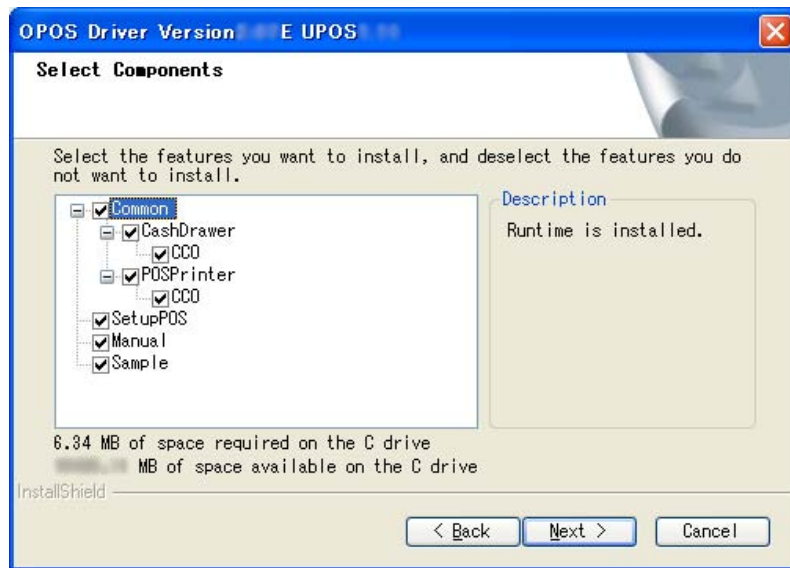 OPOS Driver Version E UPOS
Select Components
Select the features you want to install, and deselect the features you do
not want to install.
Common
CashDrawer
CCO
POSPrinter
CCO
SetupPOS
Manual
Sample
Description
Runtime is installed.
6.34 MB of space required on the C drive
MB of space available on the C drive
InstallShield
< Back
Next >
Cancel